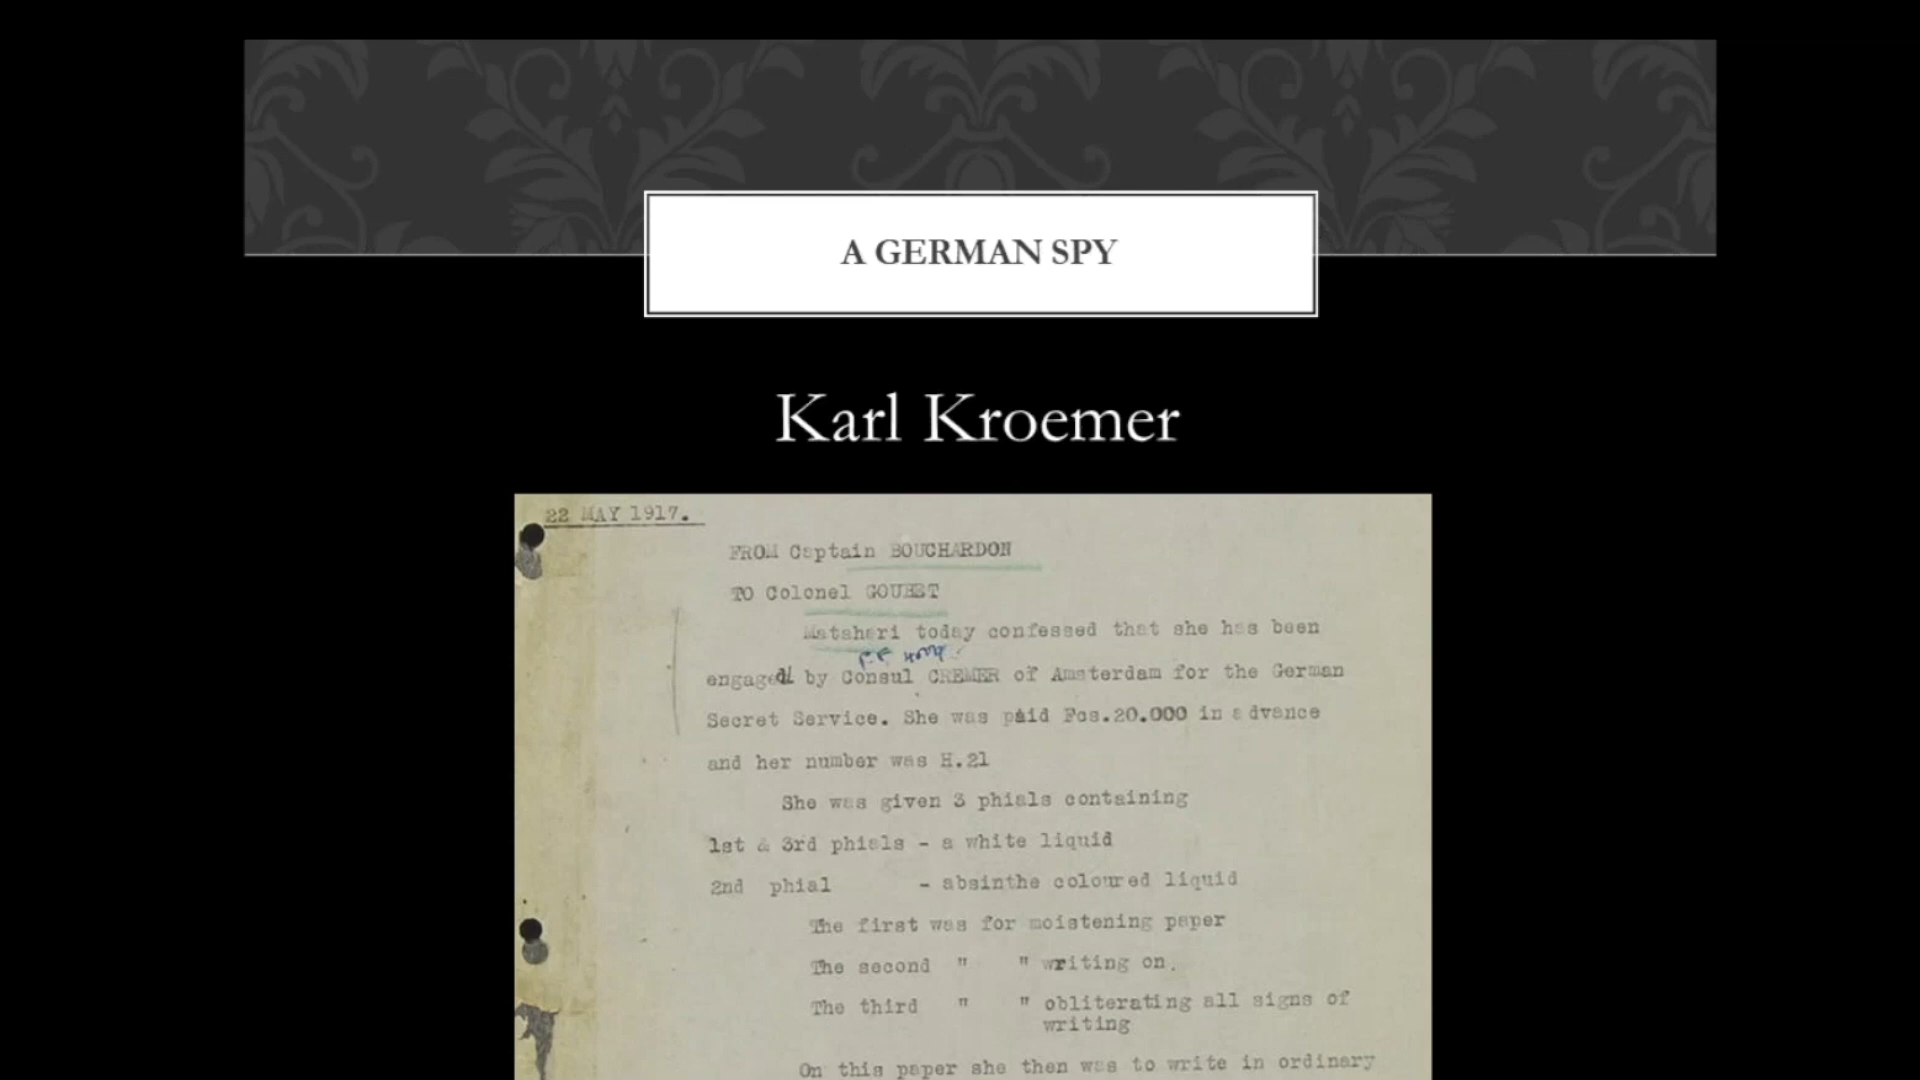 A GERMAN SPY
Karl Kroemer
22 MAY 1917.
FROM Captain BOUCHARDON
TO Colonel GOUBET
Matahari today confessed that she has been
engaged by Consul CREMER of Amsterdam for the German
Secret Service. She was paid Fcs.20.000 in advance
and her number was H.21
She was given 3 phials containing
1st & 3rd phials - a white liquid
2nd phial - absinthe coloured liquid
The first was for moistening paper
The second " " writing on.
The third " " obliterating all signs of
writing
On this paper she then was to write in ordinary